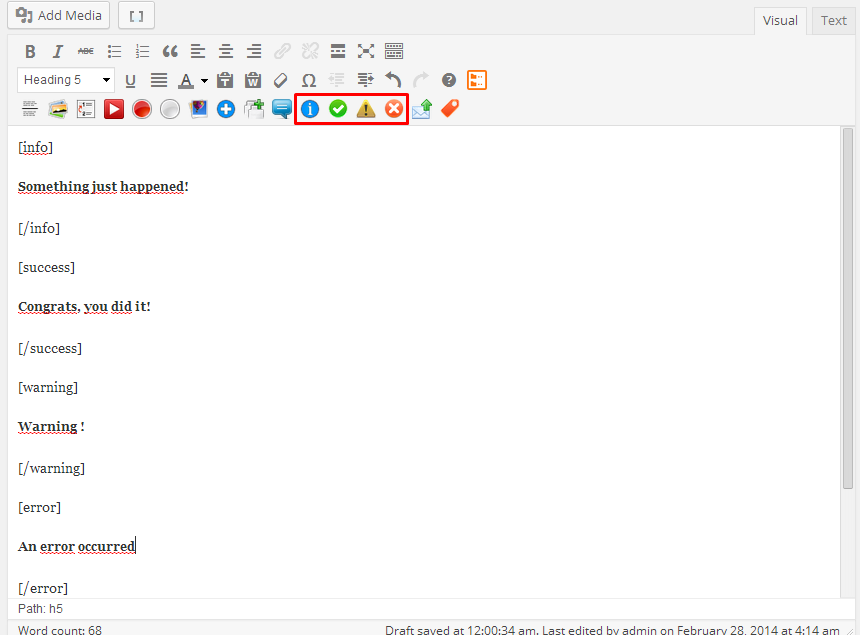 Add Media [ ]
Visual Text
B I ABC
Heading 5 U A T W Ω ?
[info]
Something just happened!
[/info]
[success]
Congrats, you did it!
[/success]
[warning]
Warning !
[/warning]
[error]
An error occurred
[/error]
Path: h5
Word count: 68 Draft saved at 12:00:34 am. Last edited by admin on February 28, 2014 at 4:14 am